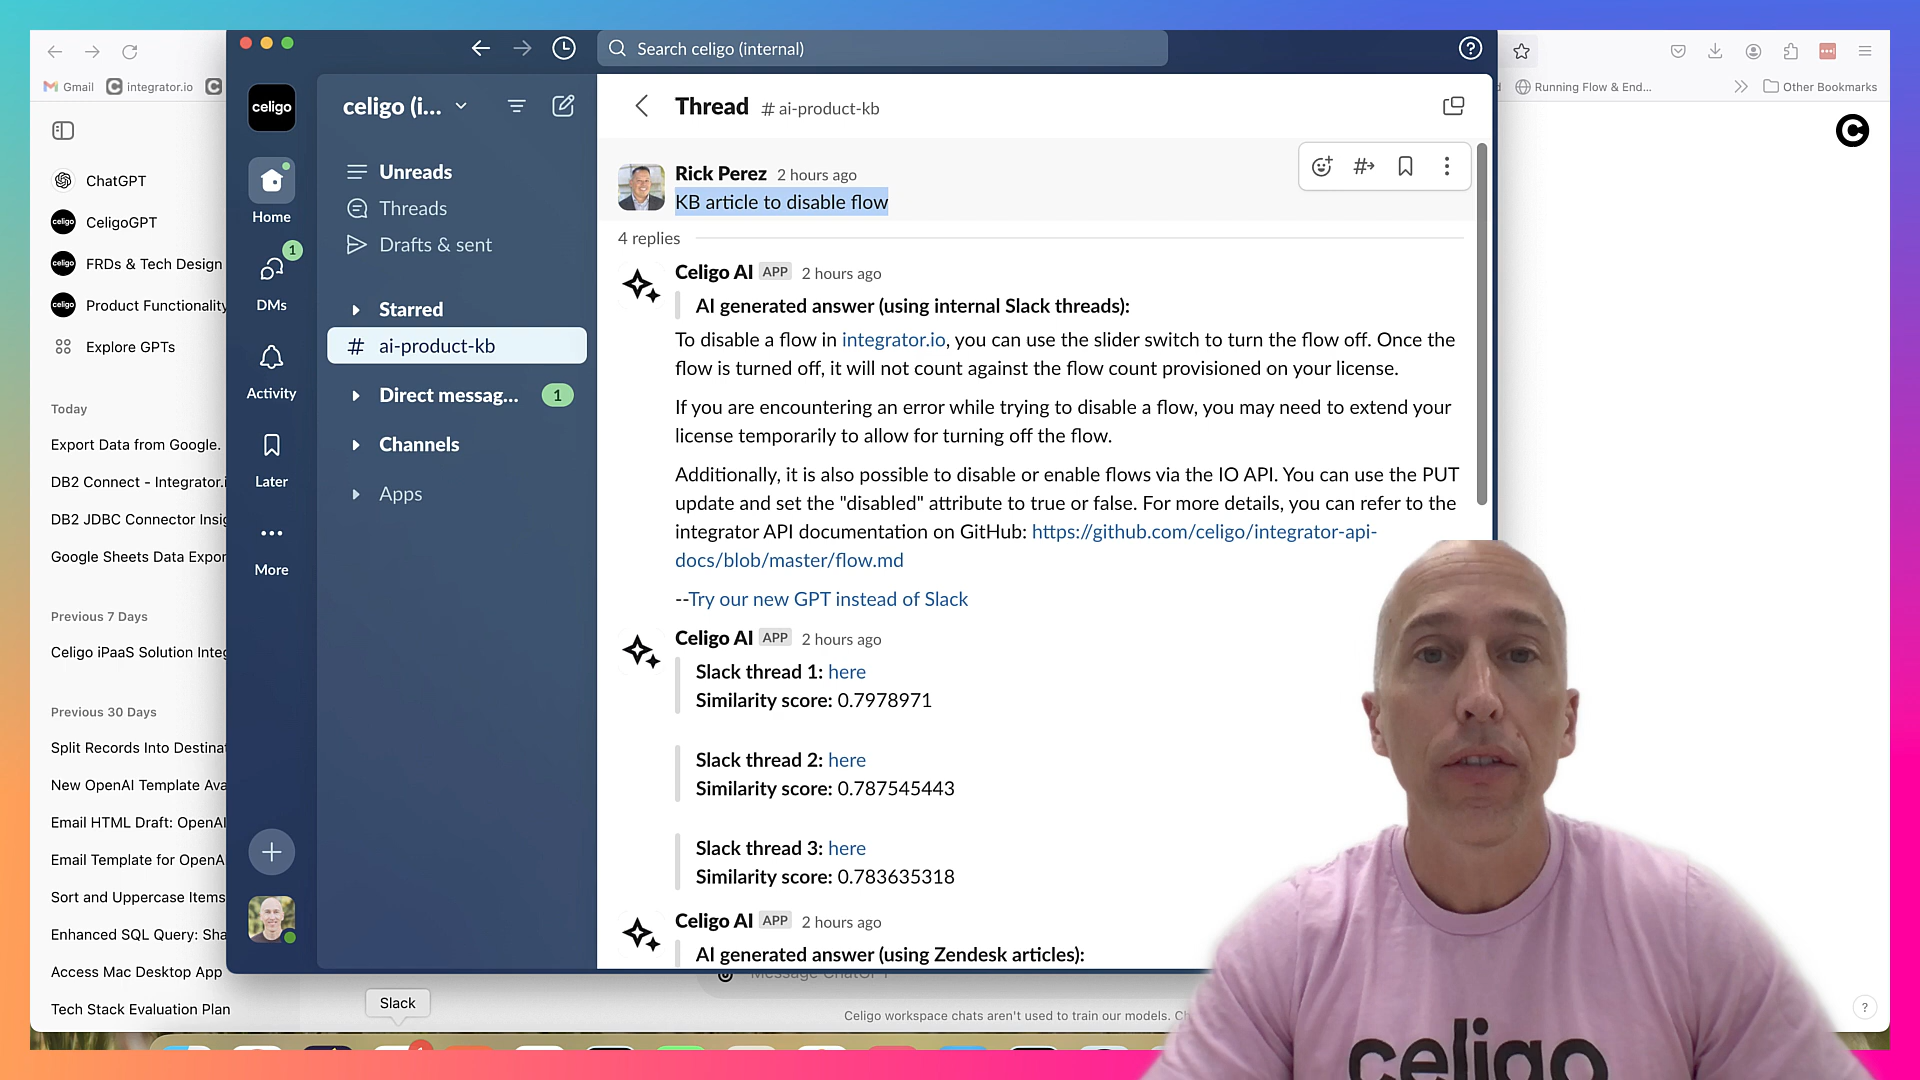 Search celigo (internal)
Gmail
integrator.io
Running Flow & End...
Other Bookmarks
ChatGPT
CeligoGPT
FRDs & Tech Design
Product Functionality
Explore GPTs
Today
Export Data from Google.
DB2 Connect - Integrator.i
DB2 JDBC Connector Insig
Google Sheets Data Expor
Previous 7 Days
Celigo iPaaS Solution Integ
Previous 30 Days
Split Records Into Destinat
New OpenAI Template Ava
Email HTML Draft: OpenAI
Email Template for OpenA
Sort and Uppercase Items
Enhanced SQL Query: Sha
Access Mac Desktop App
Tech Stack Evaluation Plan
celigo
Home
1
DMs
Activity
Later
More
celigo (i...
Unreads
Threads
Drafts & sent
Starred
# ai-product-kb
Direct messag... 1
Channels
Apps
Thread # ai-product-kb
Rick Perez 2 hours ago
KB article to disable flow
4 replies
Celigo AI APP 2 hours ago
AI generated answer (using internal Slack threads):
To disable a flow in integrator.io, you can use the slider switch to turn the flow off. Once the
flow is turned off, it will not count against the flow count provisioned on your license.
If you are encountering an error while trying to disable a flow, you may need to extend your
license temporarily to allow for turning off the flow.
Additionally, it is also possible to disable or enable flows via the IO API. You can use the PUT
update and set the "disabled" attribute to true or false. For more details, you can refer to the
integrator API documentation on GitHub: https://github.com/celigo/integrator-api-
docs/blob/master/flow.md
--Try our new GPT instead of Slack
Celigo AI APP 2 hours ago
Slack thread 1: here
Similarity score: 0.7978971
Slack thread 2: here
Similarity score: 0.787545443
Slack thread 3: here
Similarity score: 0.783635318
Celigo AI APP 2 hours ago
AI generated answer (using Zendesk articles):
Message ChatGPT
Slack
Celigo workspace chats aren't used to train our models.
celigo